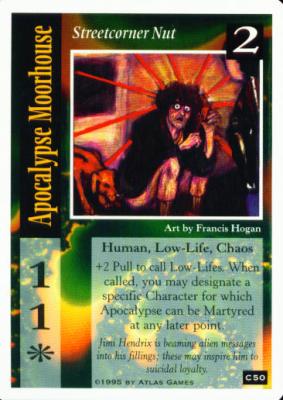 Streetcorner Nut
2
Apocalypse Moorhouse
Art by Francis Hogan
Human, Low-Life, Chaos
+2 Pull to call Low-Lifes. When
called, you may designate a
specific Character for which
Apocalypse can be Martyred
at any later point.
Jimi Hendrix is beaming alien messages
into his fillings; these may inspire him to
suicidal loyalty.
1
1
*
©1995 BY ATLAS GAMES
C50